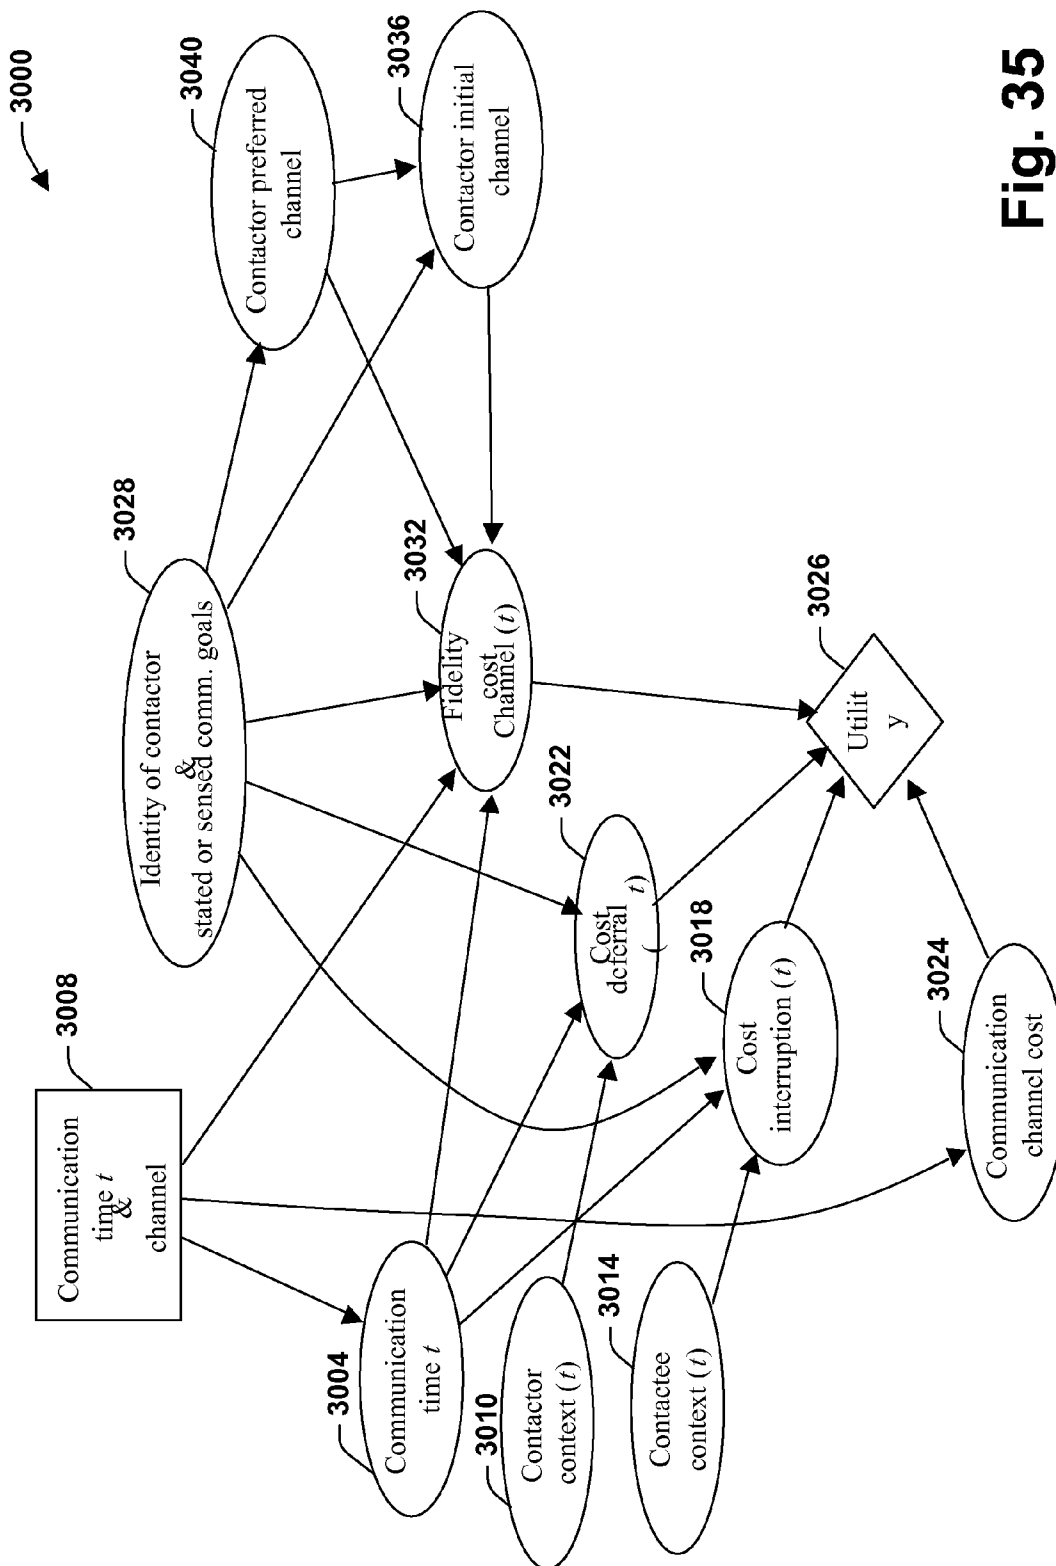 3000
3040
Contactor preferred
channel
3036
Contactor initial
channel
3028
Identity of contactor
&
stated or sensed comm. goals
3032
Fidelity
cost
Channel (t)
3008
Communication
time t
&
channel
3022
Cost
deferral
( t)
3026
Utilit
y
3004
Communication
time t
3018
Cost
interruption (t)
3010
Contactor
context (t)
3014
Contactee
context (t)
3024
Communication
channel cost
Fig. 35